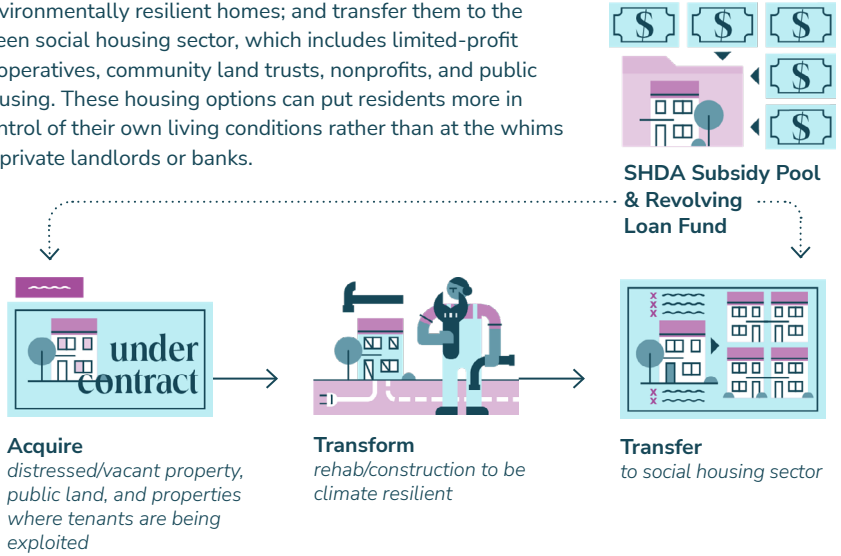 vironmentally resilient homes; and transfer them to the
een social housing sector, which includes limited-profit
operatives, community land trusts, nonprofits, and public
using. These housing options can put residents more in
ntrol of their own living conditions rather than at the whims
private landlords or banks.
$ $ $
$
$
SHDA Subsidy Pool
& Revolving
Loan Fund
under
contract
Acquire
distressed/vacant property,
public land, and properties
where tenants are being
exploited
Transform
rehab/construction to be
climate resilient
x
x
x
x
x
Transfer
to social housing sector